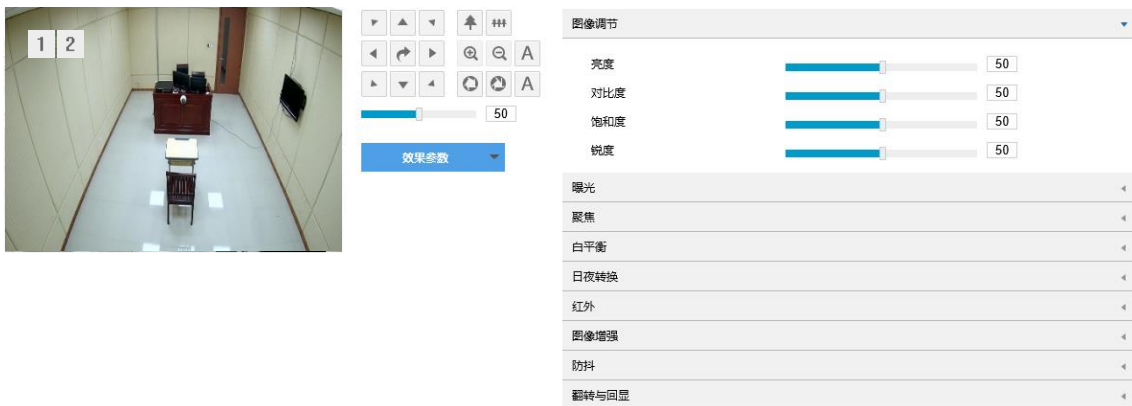 1 2
A
A
50
效果参数
图像调节
亮度 50
对比度 50
饱和度 50
锐度 50
曝光
聚焦
白平衡
日夜转换
红外
图像增强
防抖
翻转与回显